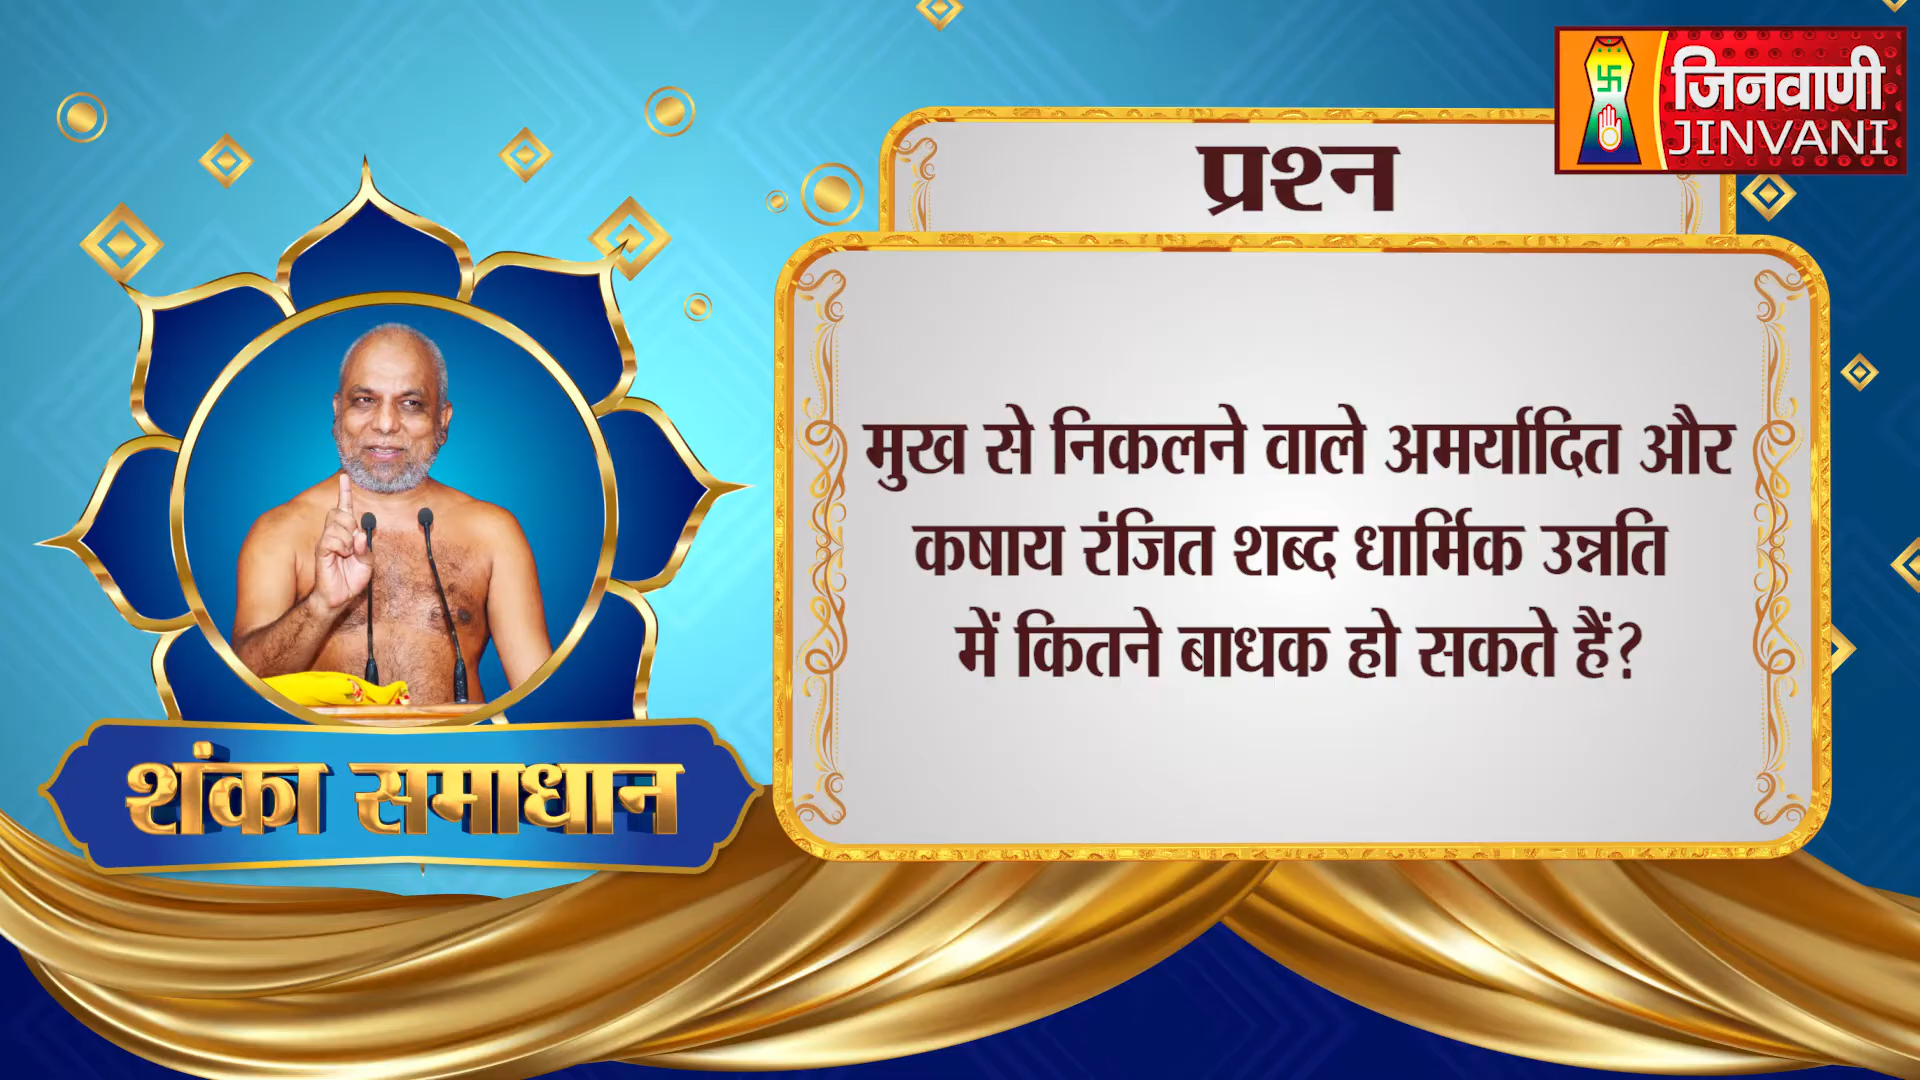 जिनवाणी
JINVANI
प्रश्न
मुख से निकलने वाले अमर्यादित और
कषाय रंजित शब्द धार्मिक उन्नति
में कितने बाधक हो सकते हैं?
शंका समाधान